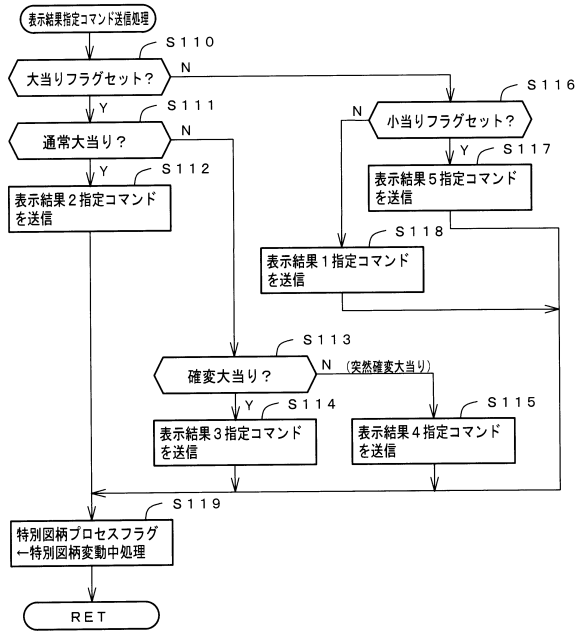 表示結果指定コマンド送信処理
S110
大当りフラグセット?
N
Y
S111
通常大当り?
N
Y
S112
表示結果2指定コマンド
を送信
S116
小当りフラグセット?
N
Y
S117
表示結果5指定コマンド
を送信
S118
表示結果1指定コマンド
を送信
S113
確変大当り?
N
(突然確変大当り)
Y
S114
表示結果3指定コマンド
を送信
S115
表示結果4指定コマンド
を送信
S119
特別図柄プロセスフラグ
←特別図柄変動中処理
RET